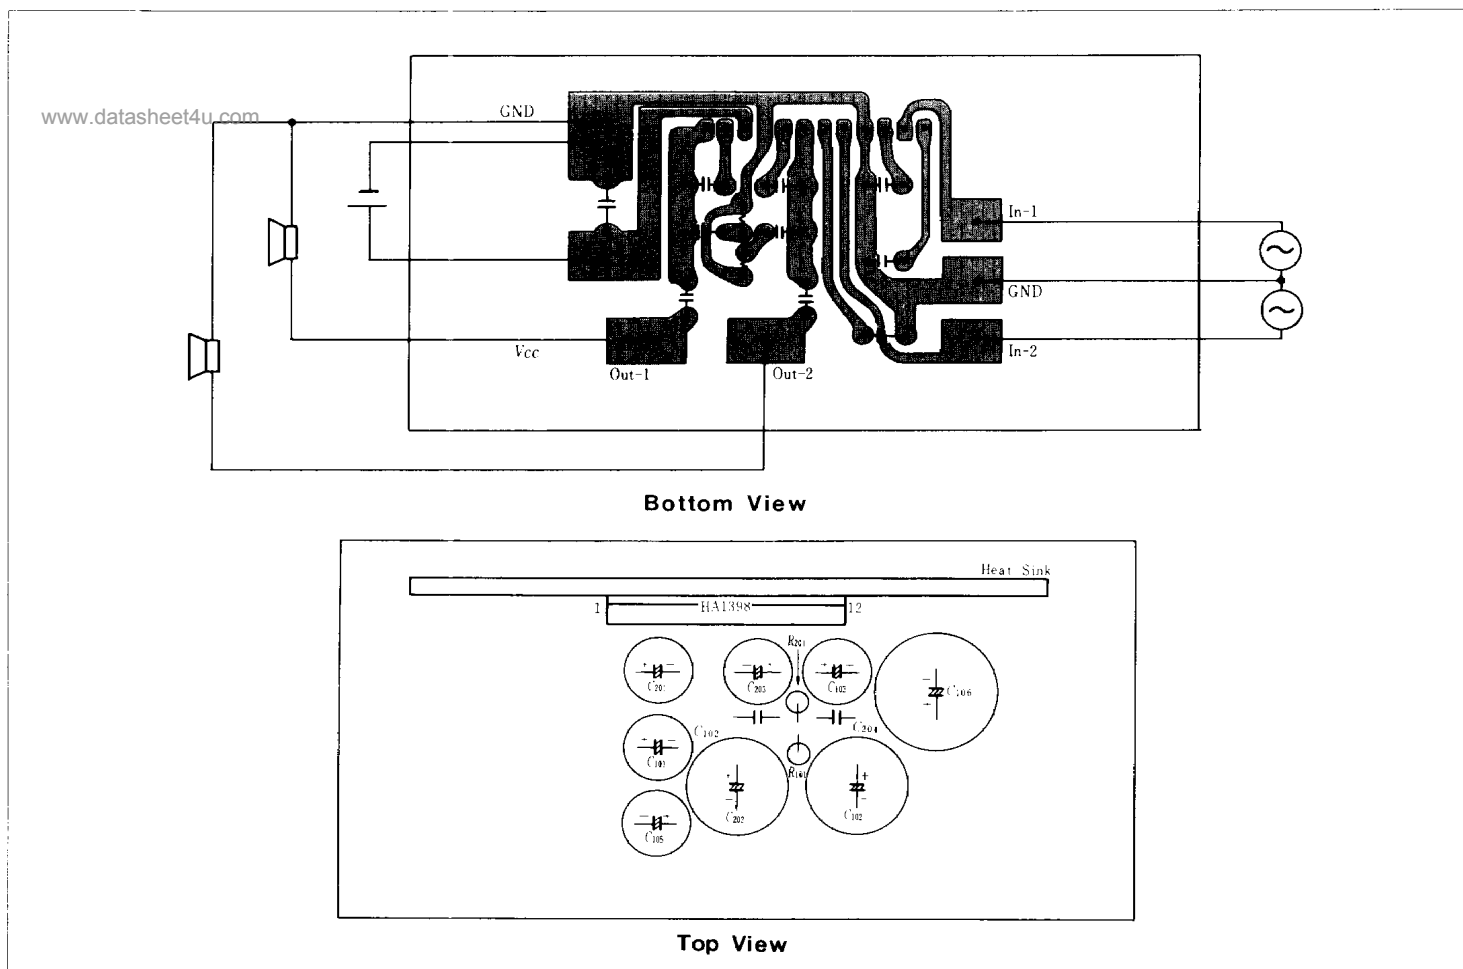 www.datasheet4u.com
GND
In-1
GND
Vcc
In-2
Out-1
Out-2
Bottom View
Heat Sink
1
HA1398
12
R201
C201
C203
C103
C106
C102
C204
C101
R101
C202
C102
C105
Top View